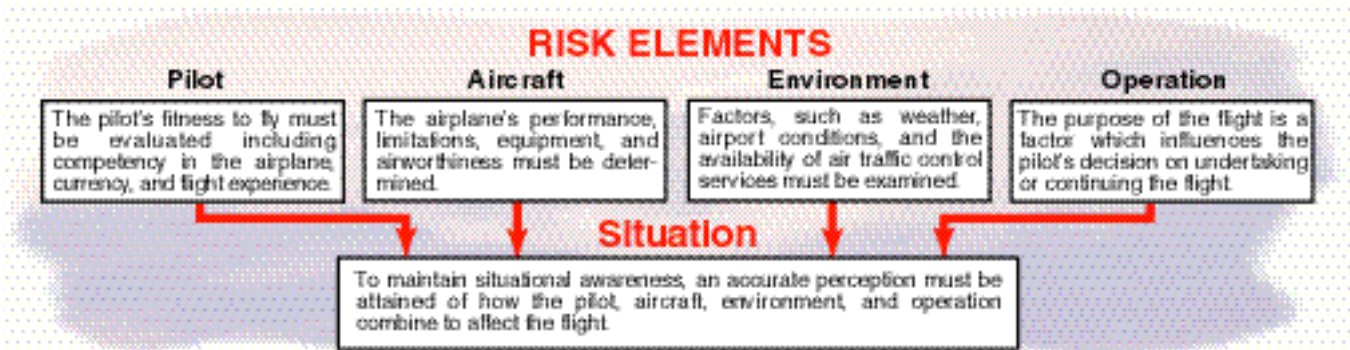 RISK ELEMENTS
Pilot
The pilot's fitness to fly must
be evaluated including
competency in the airplane,
currency, and flight experience.
Aircraft
The airplane's performance,
limitations, equipment, and
airworthiness must be deter-
mined.
Environment
Factors, such as weather,
airport conditions, and the
availability of air traffic control
services must be examined.
Operation
The purpose of the flight is a
factor which influences the
pilot's decision on undertaking
or continuing the flight.
Situation
To maintain situational awareness, an accurate perception must be
attained of how the pilot, aircraft, environment, and operation
combine to affect the flight.